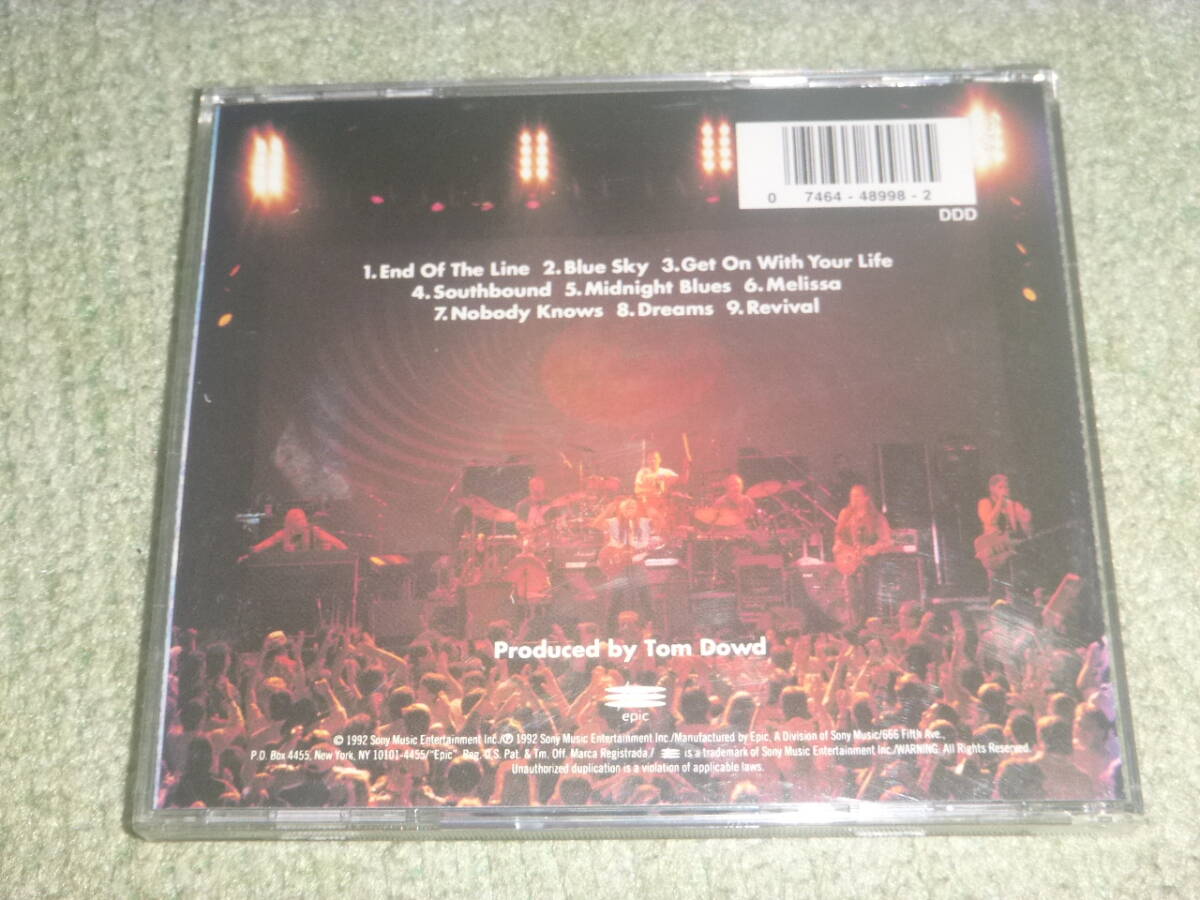 0 7464 - 48998 - 2
DDD
1. End Of The Line 2. Blue Sky 3. Get On With Your Life
4. Southbound 5. Midnight Blues 6. Melissa
7. Nobody Knows 8. Dreams 9. Revival
Produced by Tom Dowd
epic
© 1992 Sony Music Entertainment Inc./℗ 1992 Sony Music Entertainment Inc./Manufactured by Epic, A Division of Sony Music/666 Fifth Ave.,
P.O. Box 4455, New York, NY 10101-4455/"Epic" Reg. U.S. Pat. & Tm. Off. Marca Registrada/ is a trademark of Sony Music Entertainment Inc./WARNING: All Rights Reserved.
Unauthorized duplication is a violation of applicable laws.